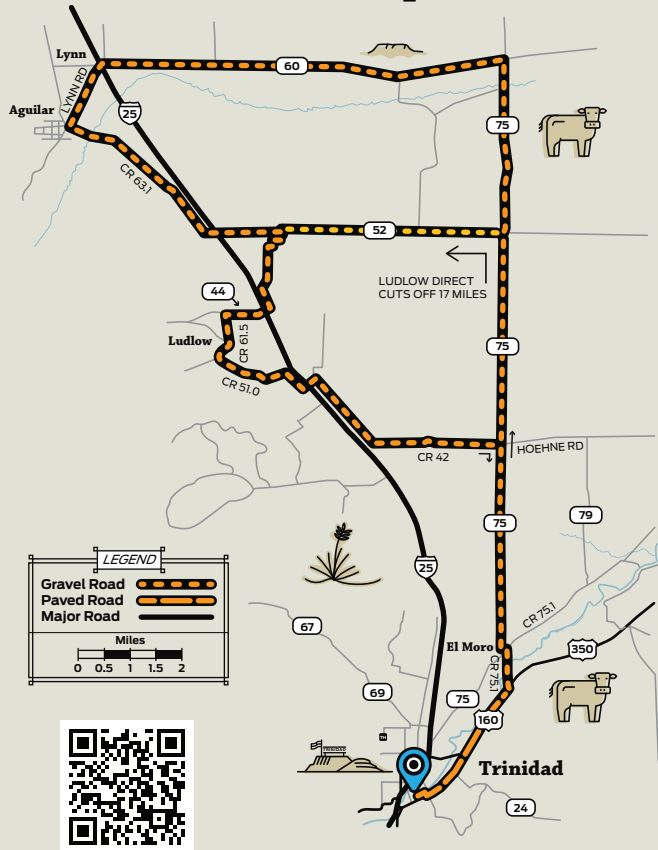 Lynn
60
LYNN RD
Aguilar
25
75
CR 63.1
52
LUDLOW DIRECT
CUTS OFF 17 MILES
44
Ludlow
CR 61.5
75
CR 51.0
HOEHNE RD
CR 42
75
79
25
LEGEND
Gravel Road
Paved Road
Major Road
Miles
0 0.5 1 1.5 2
67
CR 75.1
El Moro
350
CR 75.1
69
75
160
TH
TRINIDAD
Trinidad
24